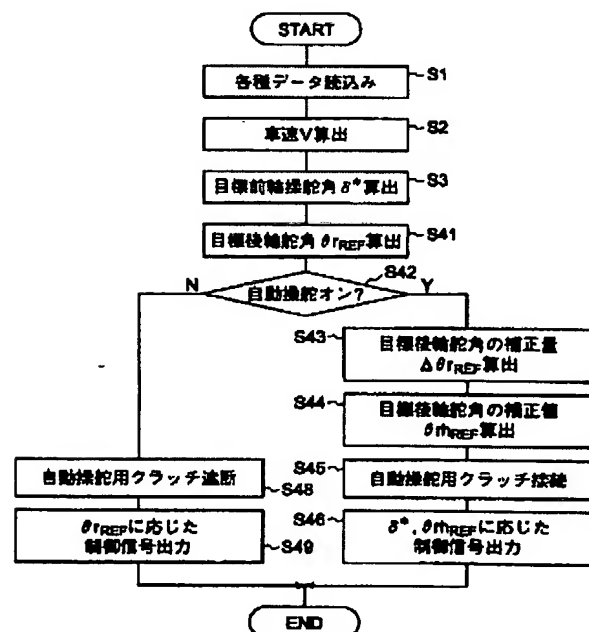 START
各種データ読込み
S1
車速V算出
S2
目標前輪操舵角δ*算出
S3
目標後輪舵角θrREF算出
S41
S42
N
自動操舵オン?
Y
S43
目標後輪舵角の補正量
ΔθrREF算出
S44
目標後輪舵角の補正値
θrhREF算出
自動操舵用クラッチ遮断
S48
S45
自動操舵用クラッチ接続
θrREFに応じた
制御信号出力
S49
S46
δ*,θrhREFに応じた
制御信号出力
END